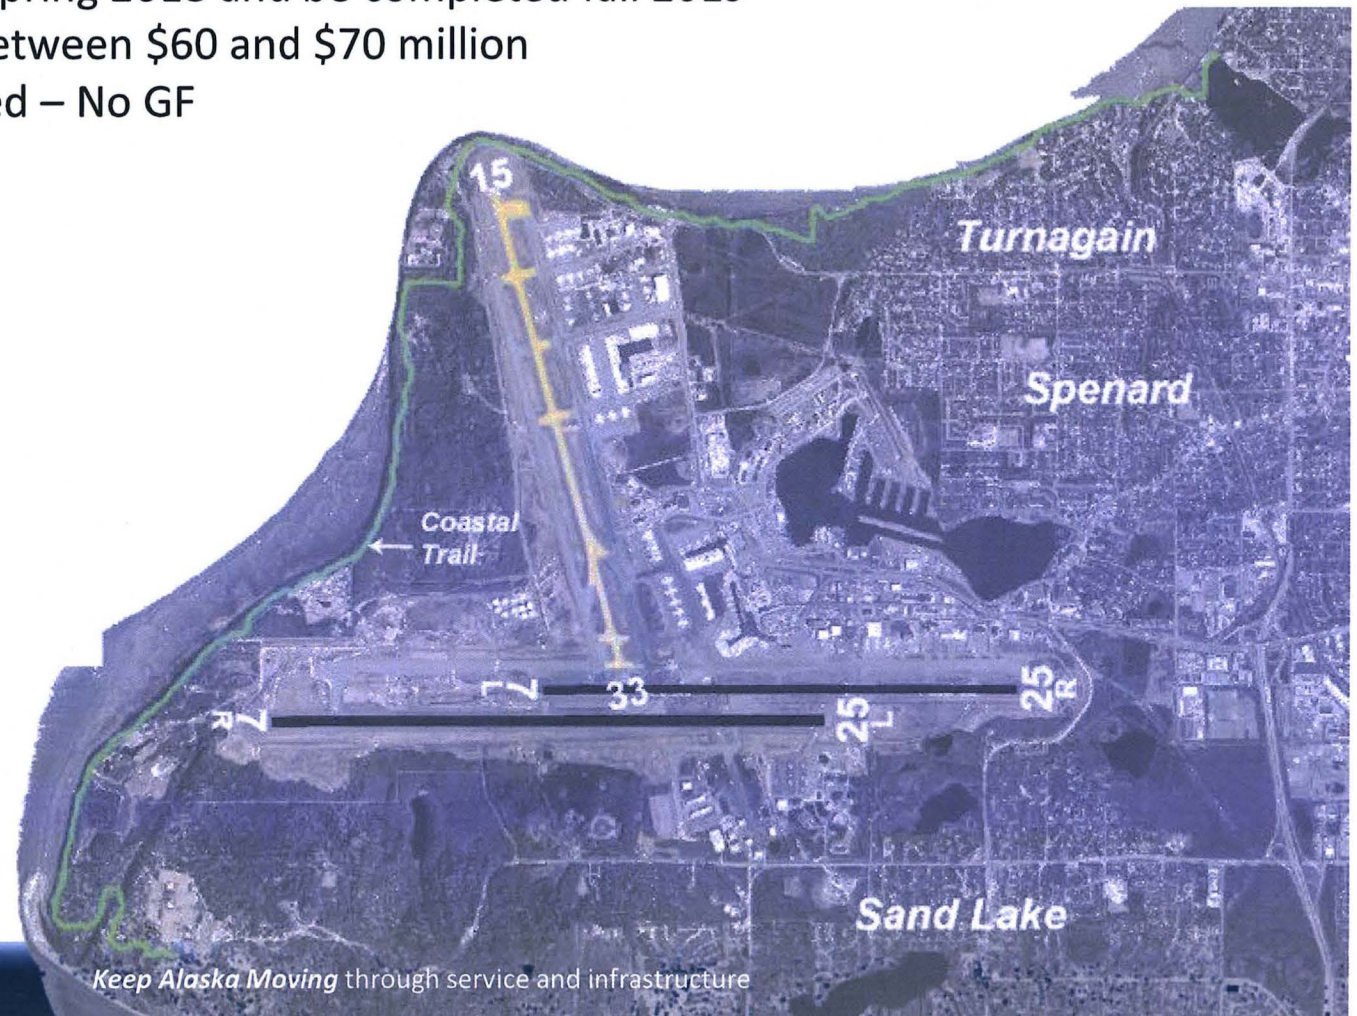 etween $60 and $70 million
ed – No GF
15
Turnagain
Spenard
Coastal
Trail
7 L
33
25 R
7 R
25 L
Sand Lake
Keep Alaska Moving through service and infrastructure